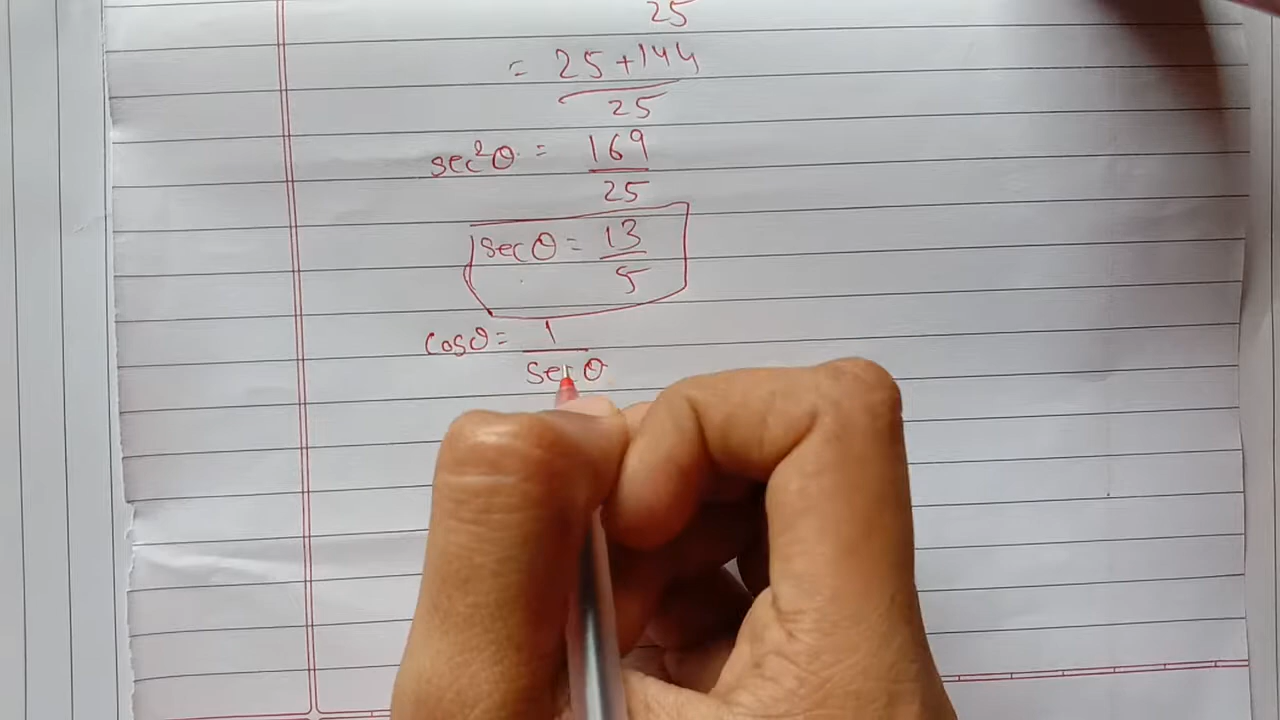 25
= 25+144
25
sec²θ = 169
25
secθ = 13
5
cosθ = 1
secθ